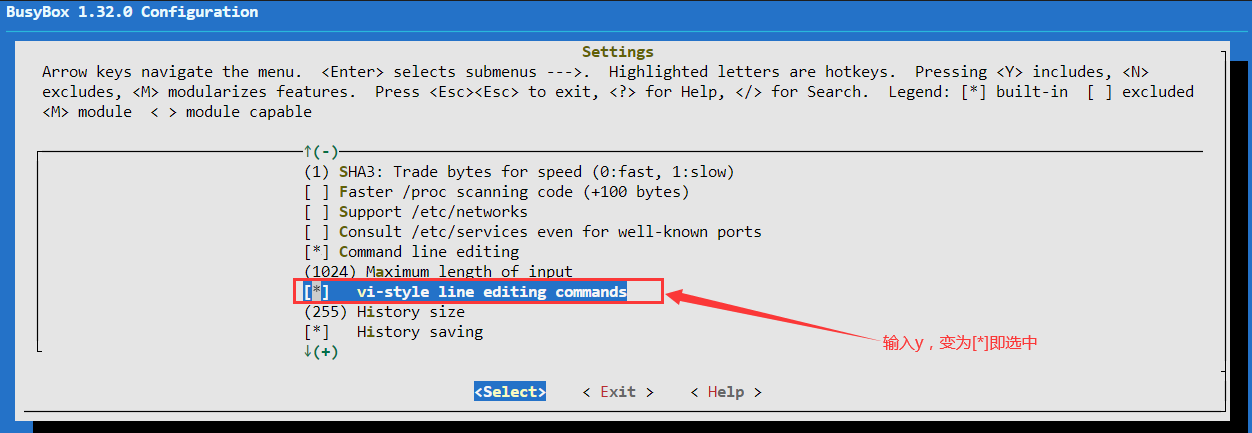 BusyBox 1.32.0 Configuration
Settings
Arrow keys navigate the menu.  <Enter> selects submenus --->.  Highlighted letters are hotkeys.  Pressing <Y> includes, <N>
excludes, <M> modularizes features.  Press <Esc><Esc> to exit, <?> for Help, </> for Search.  Legend: [*] built-in  [ ] excluded
<M> module  < > module capable
↑(-)
(1) SHA3: Trade bytes for speed (0:fast, 1:slow)
[ ] Faster /proc scanning code (+100 bytes)
[ ] Support /etc/networks
[ ] Consult /etc/services even for well-known ports
[*] Command line editing
(1024) Maximum length of input
[*]   vi-style line editing commands
(255) History size
[*]   History saving
输入y，变为[*]即选中
↓(+)
<Select>    < Exit >    < Help >